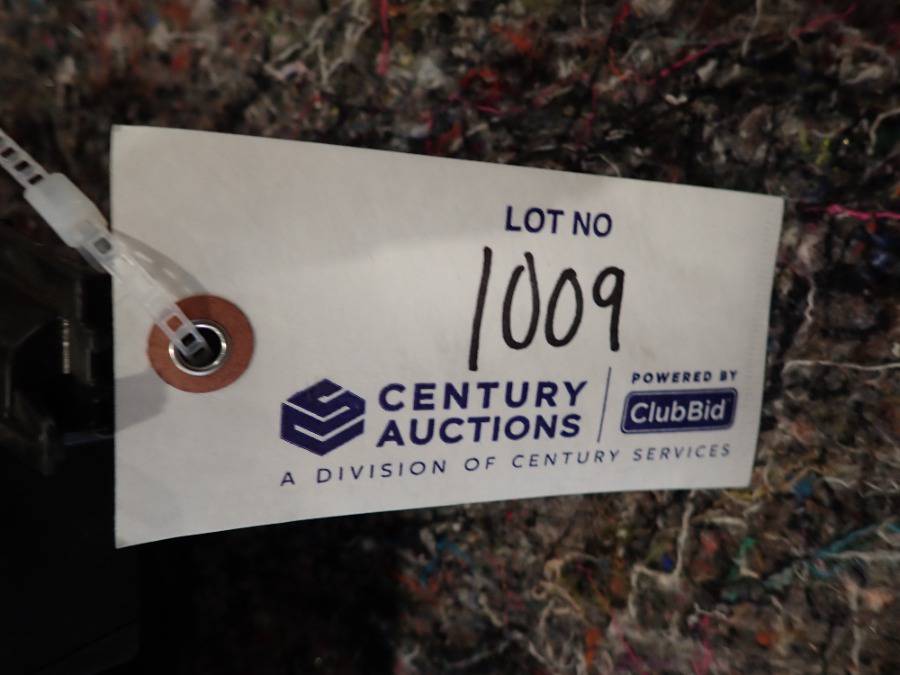 LOT NO
1009
CENTURY AUCTIONS
POWERED BY
ClubBid
A DIVISION OF CENTURY SERVICES